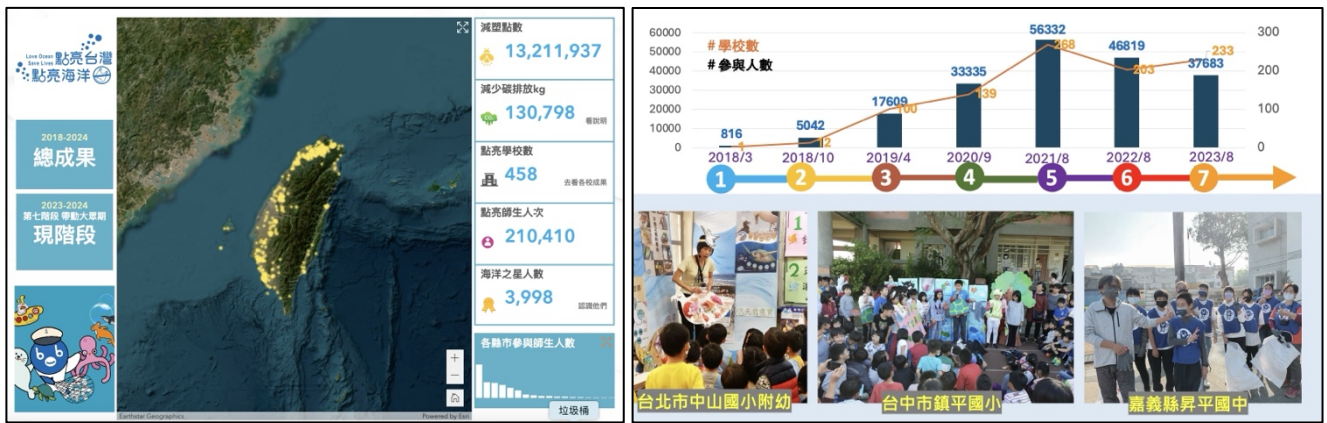 Love Ocean
Save Lives
點亮台灣
點亮海洋
2018-2024
總成果
2023-2024
第七階段 帶動大眾期
現階段
Earthstar Geographics
Powered by Esri
減塑點數
13,211,937
減少碳排放kg
130,798
看說明
點亮學校數
458
去看各校成果
點亮師生人次
210,410
海洋之星人數
3,998
認識他們
各縣市參與師生人數
垃圾桶
#學校數
#參與人數
60000
50000
40000
30000
20000
10000
0
300
200
100
0
816
5042
17609
33335
56332
46819
37683
1
12
100
139
268
203
233
2018/3
2018/10
2019/4
2020/9
2021/8
2022/8
2023/8
1
2
3
4
5
6
7
1
2
台北市中山國小附幼
台中市鎮平國小
嘉義縣昇平國中